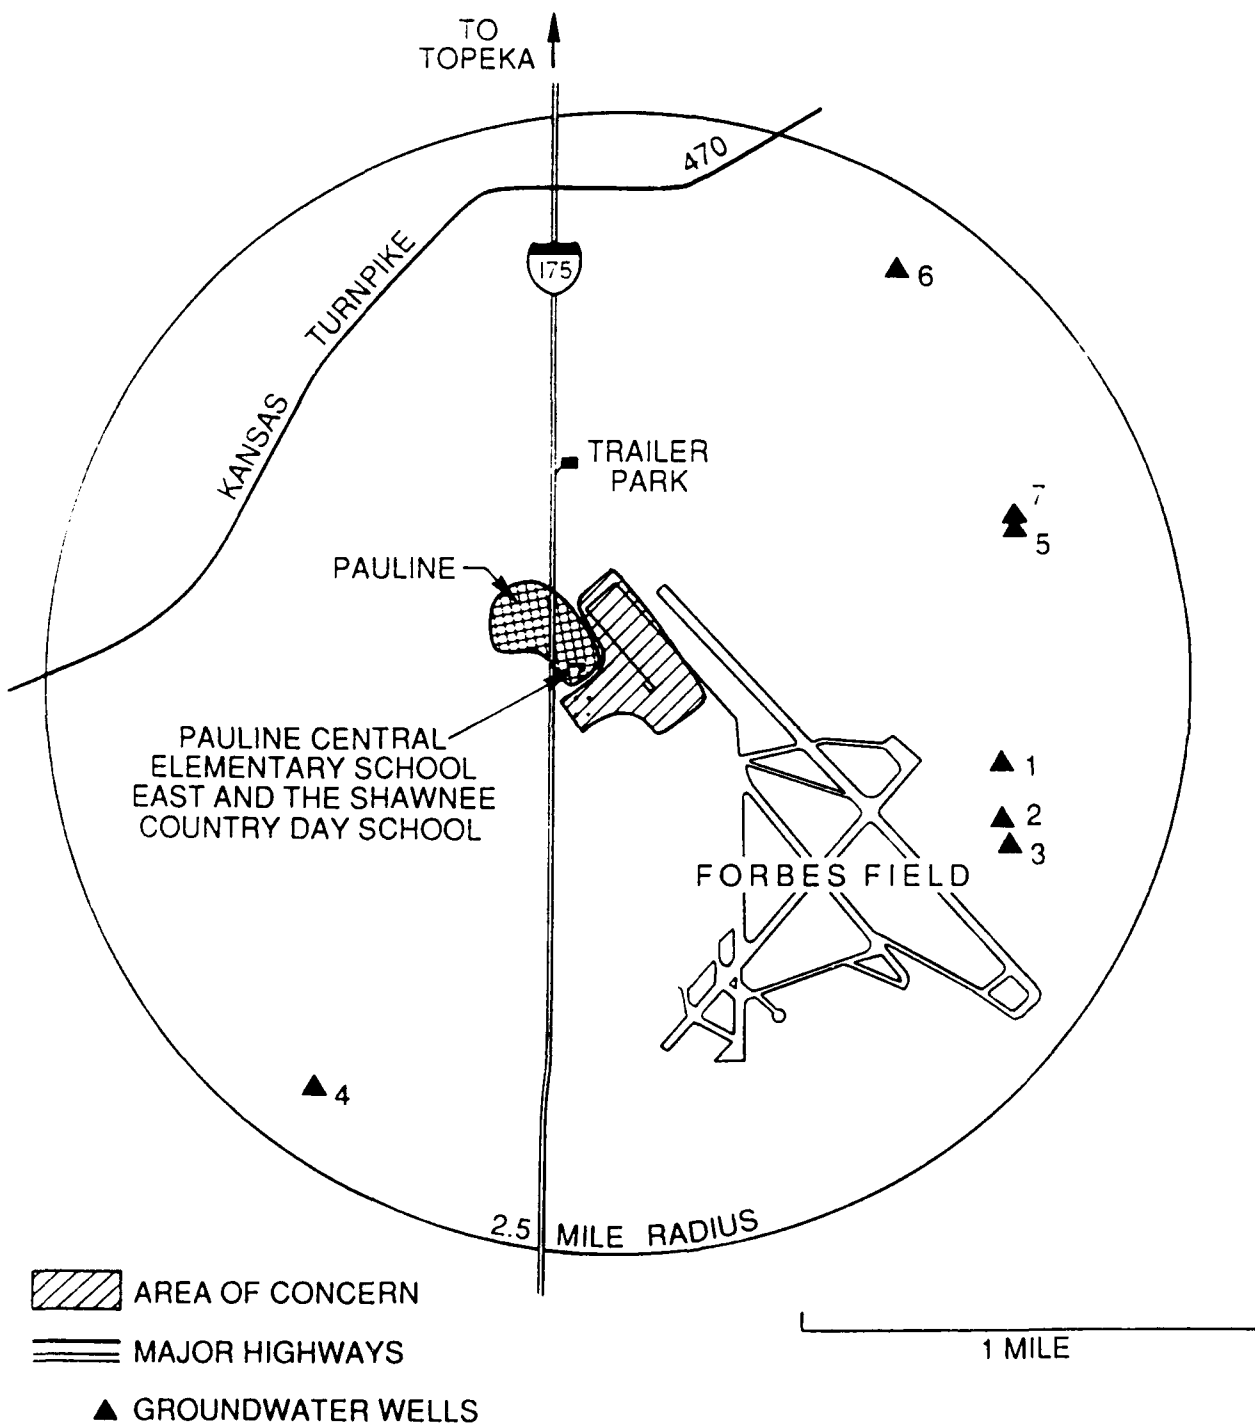 TO
TOPEKA
470
175
6
KANSAS TURNPIKE
TRAILER
PARK
7
5
PAULINE
PAULINE CENTRAL
ELEMENTARY SCHOOL
EAST AND THE SHAWNEE
COUNTRY DAY SCHOOL
1
2
3
FORBES FIELD
4
2.5 MILE RADIUS
AREA OF CONCERN
MAJOR HIGHWAYS
GROUNDWATER WELLS
1 MILE